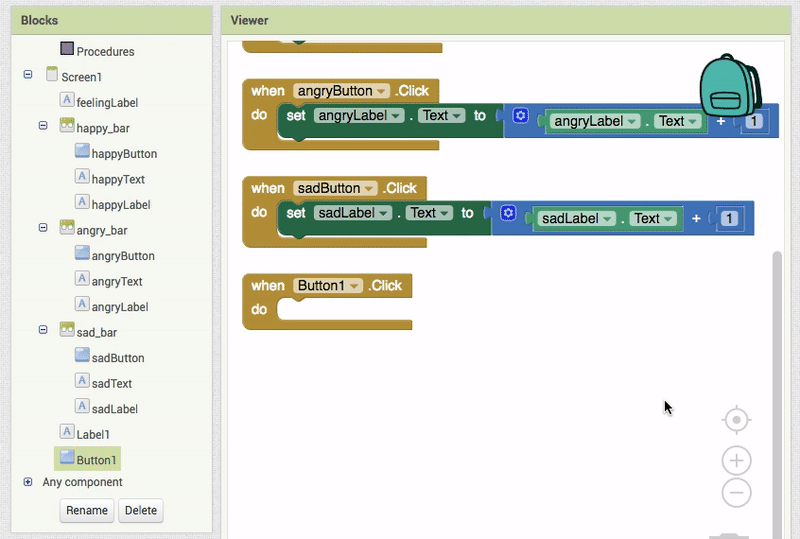 Blocks
Procedures
Screen1
feelingLabel
happy_bar
happyButton
happyText
happyLabel
angry_bar
angryButton
angryText
angryLabel
sad_bar
sadButton
sadText
sadLabel
Label1
Button1
Any component
Rename Delete
Viewer
when angryButton .Click
do set angryLabel . Text to angryLabel . Text + 1
when sadButton .Click
do set sadLabel . Text to sadLabel . Text + 1
when Button1 .Click
do